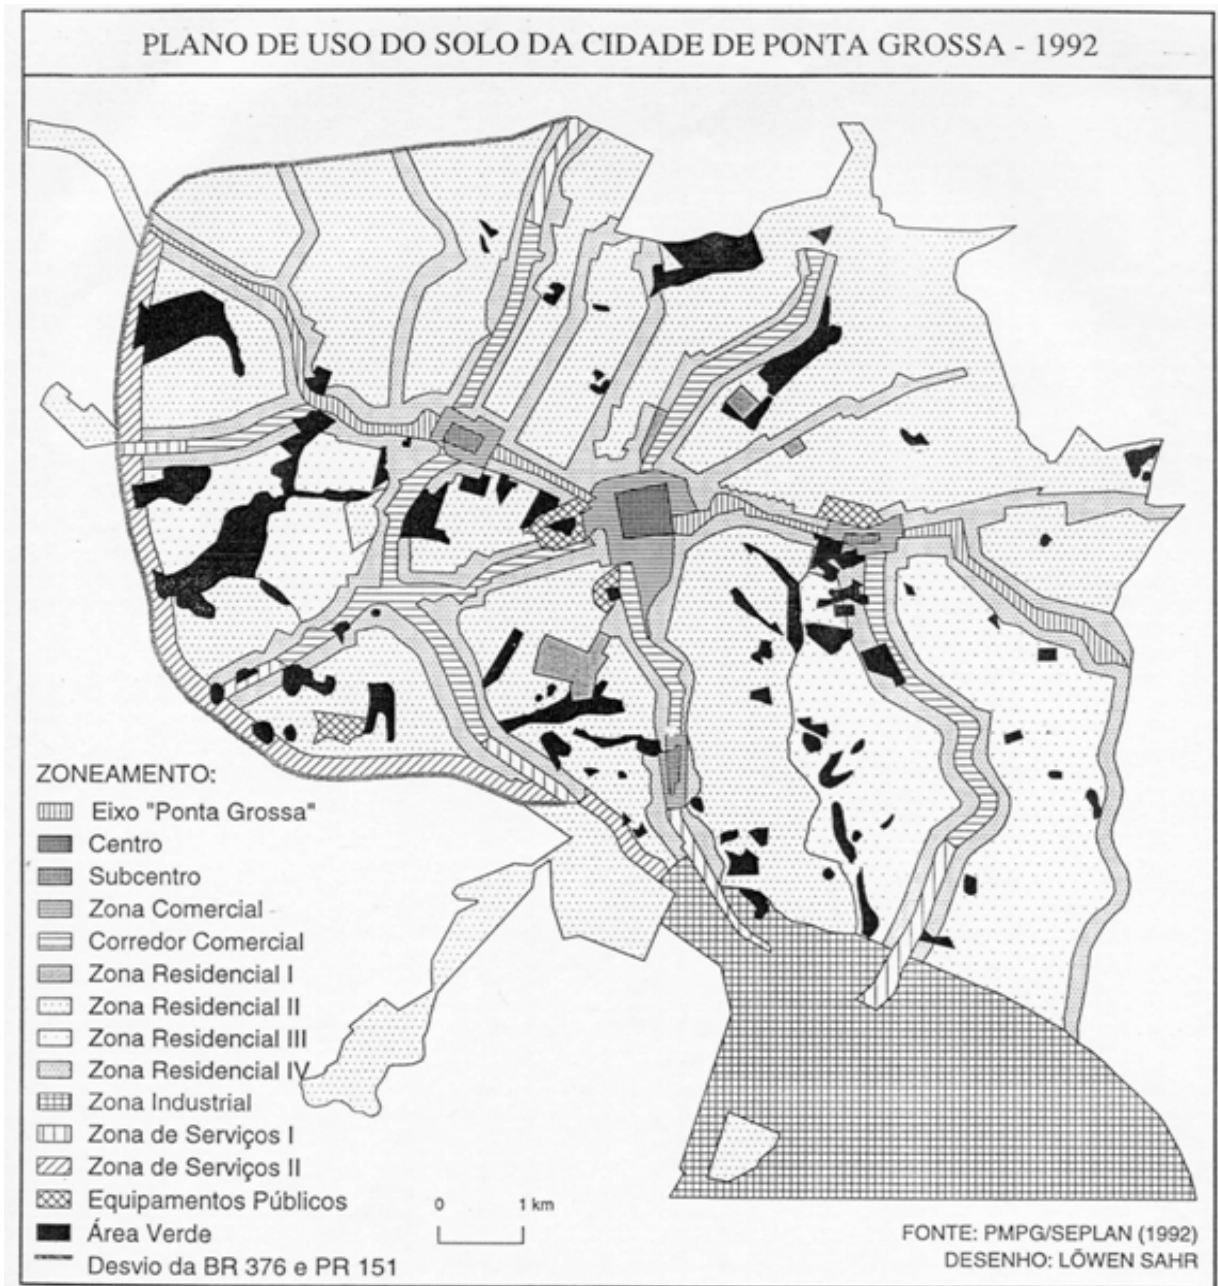 PLANO DE USO DO SOLO DA CIDADE DE PONTA GROSSA - 1992
ZONEAMENTO:
Eixo "Ponta Grossa"
Centro
Subcentro
Zona Comercial
Corredor Comercial
Zona Residencial I
Zona Residencial II
Zona Residencial III
Zona Residencial IV
Zona Industrial
Zona de Serviços I
Zona de Serviços II
Equipamentos Públicos
Área Verde
Desvio da BR 376 e PR 151
0 1 km
FONTE: PMPG/SEPLAN (1992)
DESENHO: LÖWEN SAHR